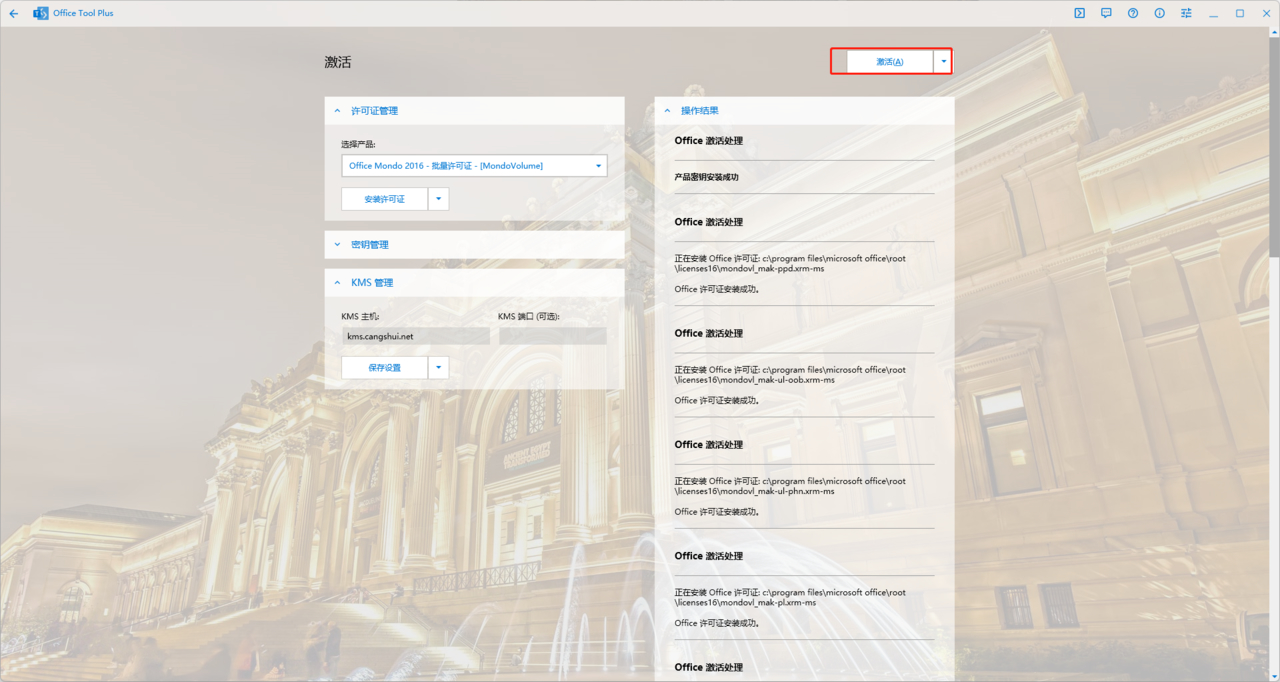 Office Tool Plus
激活
激活(A)
许可证管理
选择产品:
Office Mondo 2016 - 批量许可证 - [MondoVolume]
安装许可证
密钥管理
KMS 管理
KMS 主机:
KMS 端口 (可选):
kms.cangshui.net
保存设置
操作结果
Office 激活处理
产品密钥安装成功
Office 激活处理
正在安装 Office 许可证: c:\program files\microsoft office\root
\licenses16\mondovl_mak-ppd.xrm-ms
Office 许可证安装成功。
Office 激活处理
正在安装 Office 许可证: c:\program files\microsoft office\root
\licenses16\mondovl_mak-ul-oob.xrm-ms
Office 许可证安装成功。
Office 激活处理
正在安装 Office 许可证: c:\program files\microsoft office\root
\licenses16\mondovl_mak-ul-phn.xrm-ms
Office 许可证安装成功。
Office 激活处理
正在安装 Office 许可证: c:\program files\microsoft office\root
\licenses16\mondovl_mak-pl.xrm-ms
Office 许可证安装成功。
Office 激活处理
ANCIENT EGYPT
TRANSFORMED